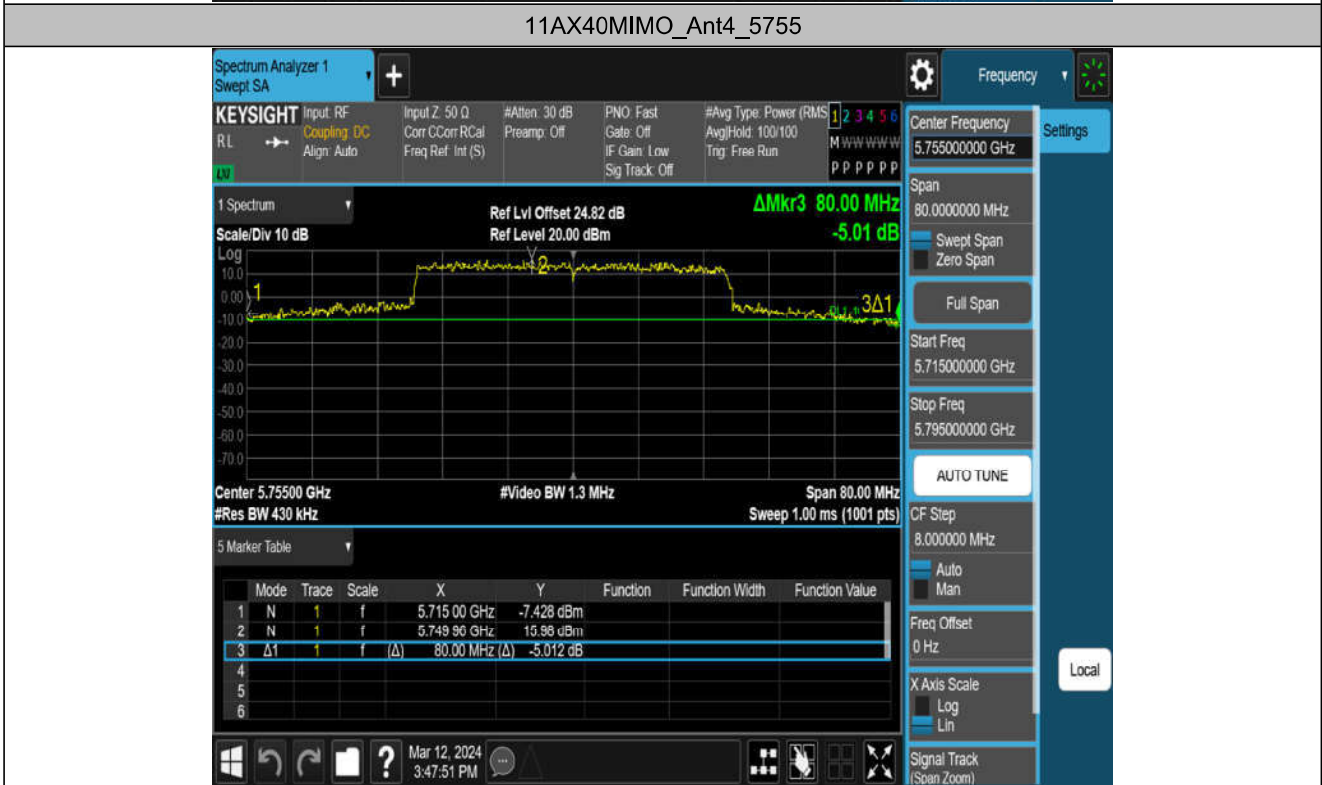 11AX40MIMO_Ant4_5755
Spectrum Analyzer 1
Swept SA
+
Frequency
KEYSIGHT
RL
LXI
Input: RF
Coupling: DC
Align: Auto
Input Z: 50 Ω
Corr CCorr RCal
Freq Ref: Int (S)
#Atten: 30 dB
Preamp: Off
PNO: Fast
Gate: Off
IF Gain: Low
Sig Track: Off
#Avg Type: Power (RMS
Avg|Hold: 100/100
Trig: Free Run
1 2 3 4 5 6
M W W W W W
P P P P P P
Center Frequency
5.755000000 GHz
Settings
Span
80.0000000 MHz
Swept Span
Zero Span
Full Span
Start Freq
5.715000000 GHz
Stop Freq
5.795000000 GHz
AUTO TUNE
CF Step
8.000000 MHz
Auto
Man
Freq Offset
0 Hz
X Axis Scale
Log
Lin
Signal Track
(Span Zoom)
Local
1 Spectrum
Scale/Div 10 dB
Ref Lvl Offset 24.82 dB
Ref Level 20.00 dBm
ΔMkr3 80.00 MHz
-5.01 dB
Log
10.0
0.00
-10.0
-20.0
-30.0
-40.0
-50.0
-60.0
-70.0
1
2
3Δ1
Center 5.75500 GHz
#Video BW 1.3 MHz
Span 80.00 MHz
#Res BW 430 kHz
Sweep 1.00 ms (1001 pts)
5 Marker Table
Mode Trace Scale X Y Function Function Width Function Value
1 N 1 f 5.715 00 GHz -7.428 dBm
2 N 1 f 5.749 96 GHz 15.98 dBm
3 Δ1 1 f (Δ) 80.00 MHz (Δ) -5.012 dB
4
5
6
?
Mar 12, 2024
3:47:51 PM